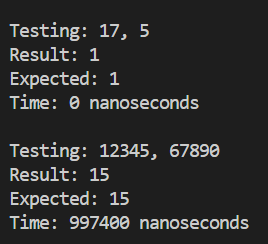 Testing: 17, 5
Result: 1
Expected: 1
Time: 0 nanoseconds
Testing: 12345, 67890
Result: 15
Expected: 15
Time: 997400 nanoseconds